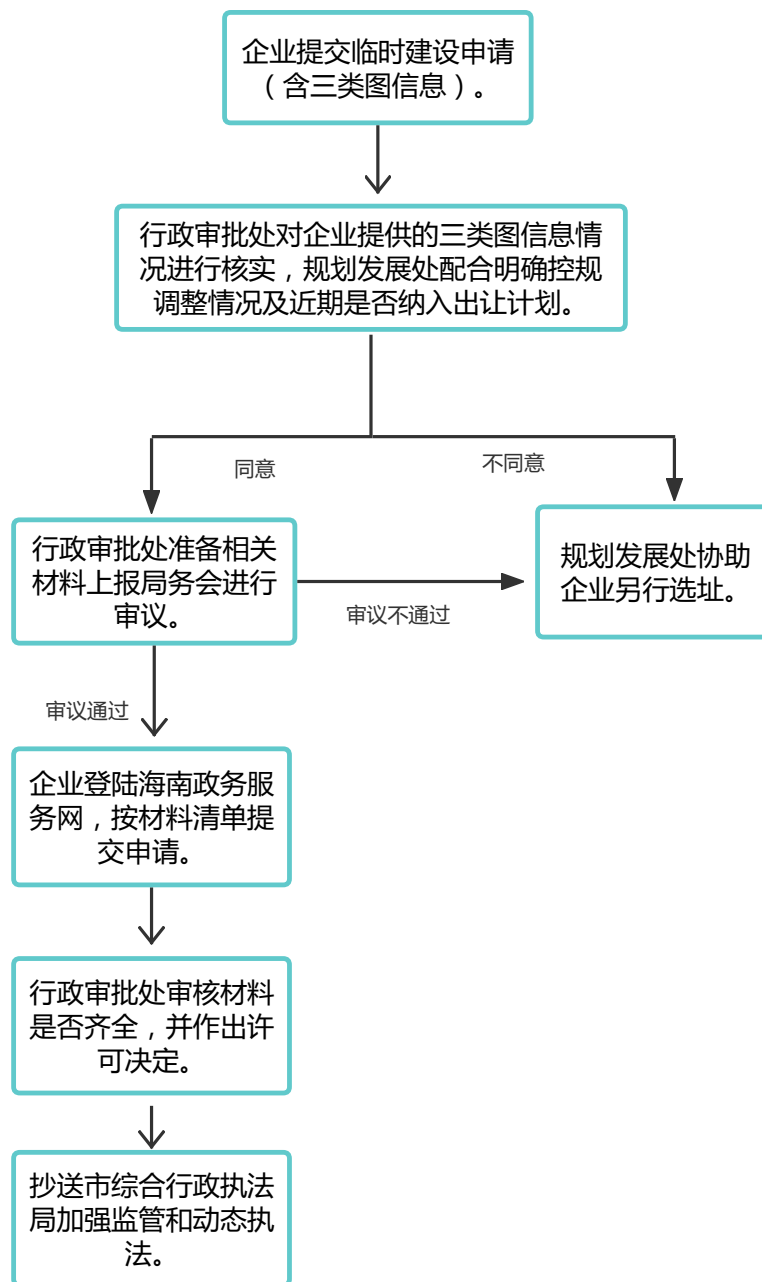 企业提交临时建设申请
（含三类图信息）。
行政审批处对企业提供的三类图信息情
况进行核实，规划发展处配合明确控规
调整情况及近期是否纳入出让计划。
同意
不同意
行政审批处准备相关
材料上报局务会进行
审议。
审议不通过
规划发展处协助
企业另行选址。
审议通过
企业登陆海南政务服
务网，按材料清单提
交申请。
行政审批处审核材料
是否齐全，并作出许
可决定。
抄送市综合行政执法
局加强监管和动态执
法。